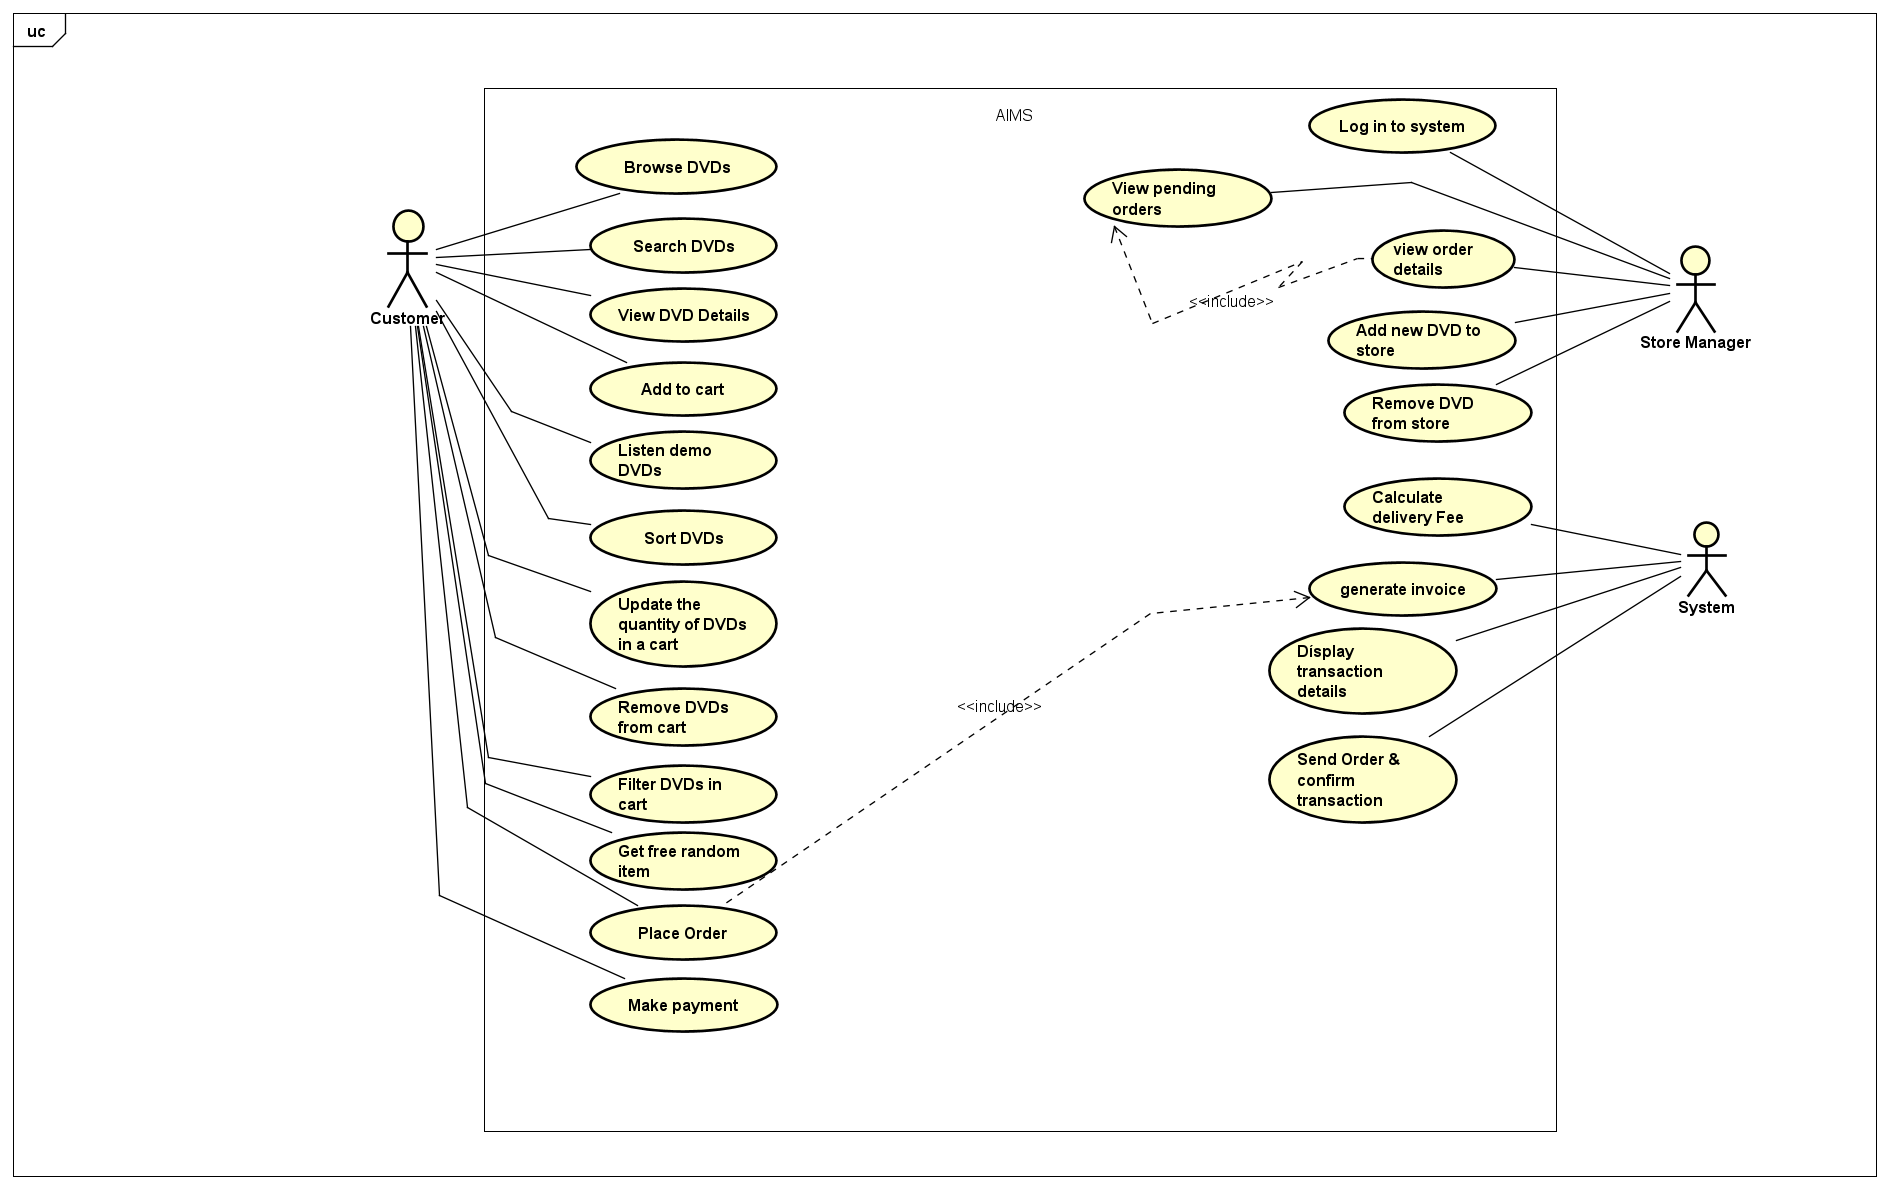 uc
AIMS
Customer
Browse DVDs
Search DVDs
View DVD Details
Add to cart
Listen demo
DVDs
Sort DVDs
Update the
quantity of DVDs
in a cart
Remove DVDs
from cart
Filter DVDs in
cart
Get free random
item
Place Order
Make payment
<<include>>
<<include>>
Log in to system
View pending
orders
view order
details
Add new DVD to
store
Remove DVD
from store
Store Manager
Calculate
delivery Fee
generate invoice
Display
transaction
details
Send Order &
confirm
transaction
System